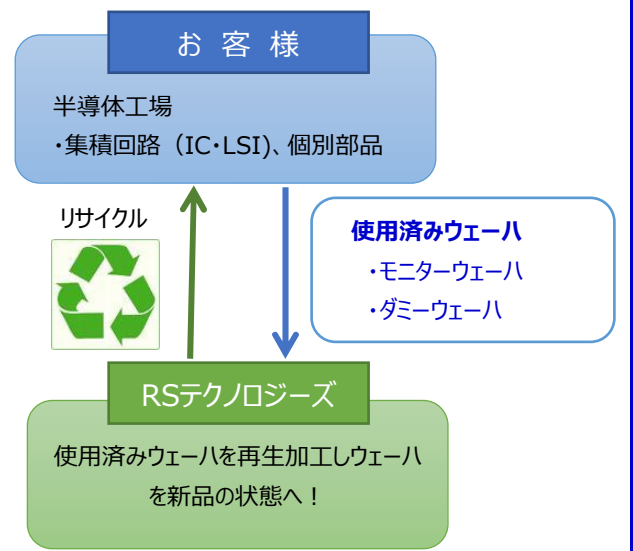 お 客 様
半導体工場
・集積回路（IC・LSI)、個別部品
リサイクル
使用済みウェーハ
・モニターウェーハ
・ダミーウェーハ
RSテクノロジーズ
使用済みウェーハを再生加工しウェーハ
を新品の状態へ！